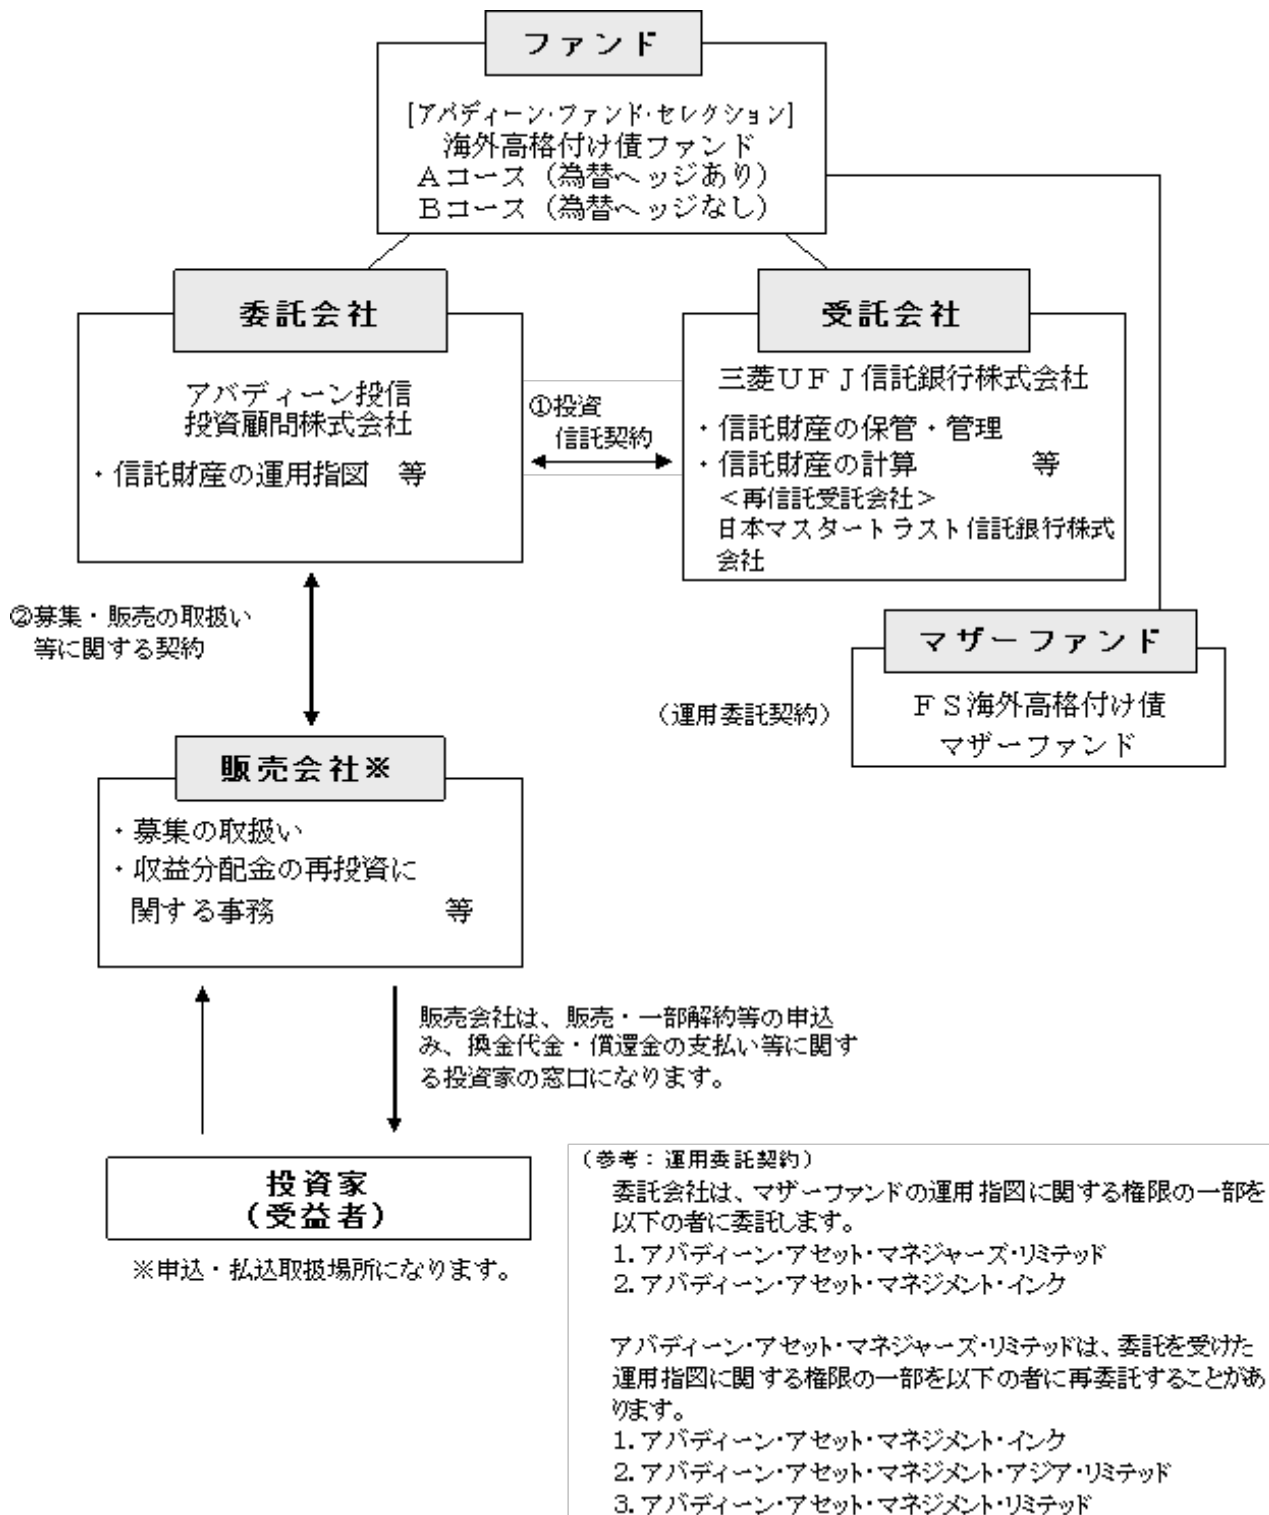 ファンド
[アバディーン・ファンド・セレクション]
海外高格付け債ファンド
Ａコース（為替ヘッジあり）
Ｂコース（為替ヘッジなし）
委託会社
アバディーン投信
投資顧問株式会社
・信託財産の運用指図　等
①投資
信託契約
受託会社
三菱ＵＦＪ信託銀行株式会社
・信託財産の保管・管理
・信託財産の計算　　　　等
＜再信託受託会社＞
日本マスタートラスト信託銀行株式
会社
②募集・販売の取扱い
等に関する契約
マザーファンド
（運用委託契約）
ＦＳ海外高格付け債
マザーファンド
販売会社※
・募集の取扱い
・収益分配金の再投資に
関する事務　　　　　　等
販売会社は、販売・一部解約等の申込
み、換金代金・償還金の支払い等に関す
る投資家の窓口になります。
投資家
（受益者）
※申込・払込取扱場所になります。
（参考：運用委託契約）
委託会社は、マザーファンドの運用指図に関する権限の一部を
以下の者に委託します。
1．アバディーン・アセット・マネジャーズ・リミテッド
2．アバディーン・アセット・マネジメント・インク
アバディーン・アセット・マネジャーズ・リミテッドは、委託を受けた
運用指図に関する権限の一部を以下の者に再委託することがあ
ります。
1．アバディーン・アセット・マネジメント・インク
2．アバディーン・アセット・マネジメント・アジア・リミテッド
3．アバディーン・アセット・マネジメント・リミテッド